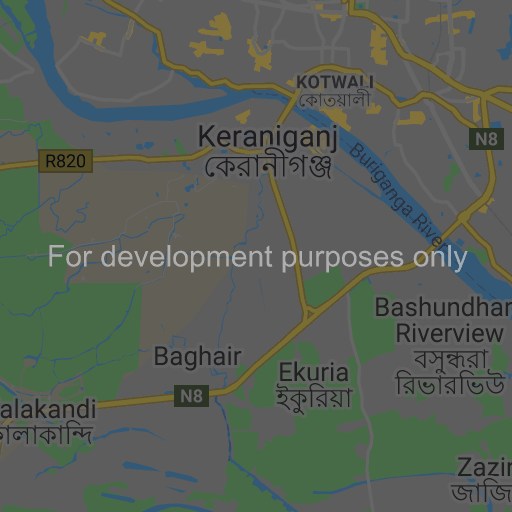 KOTWALI
কোতয়ালী
N8
Keraniganj
কেরানীগঞ্জ
R820
Buriganga River
For development purposes only
Bashundhar
Riverview
বসুন্ধরা
রিভারভিউ
Baghair
Ekuria
ইকুরিয়া
N8
alakandi
কালাকান্দি
Zazir
জাজি